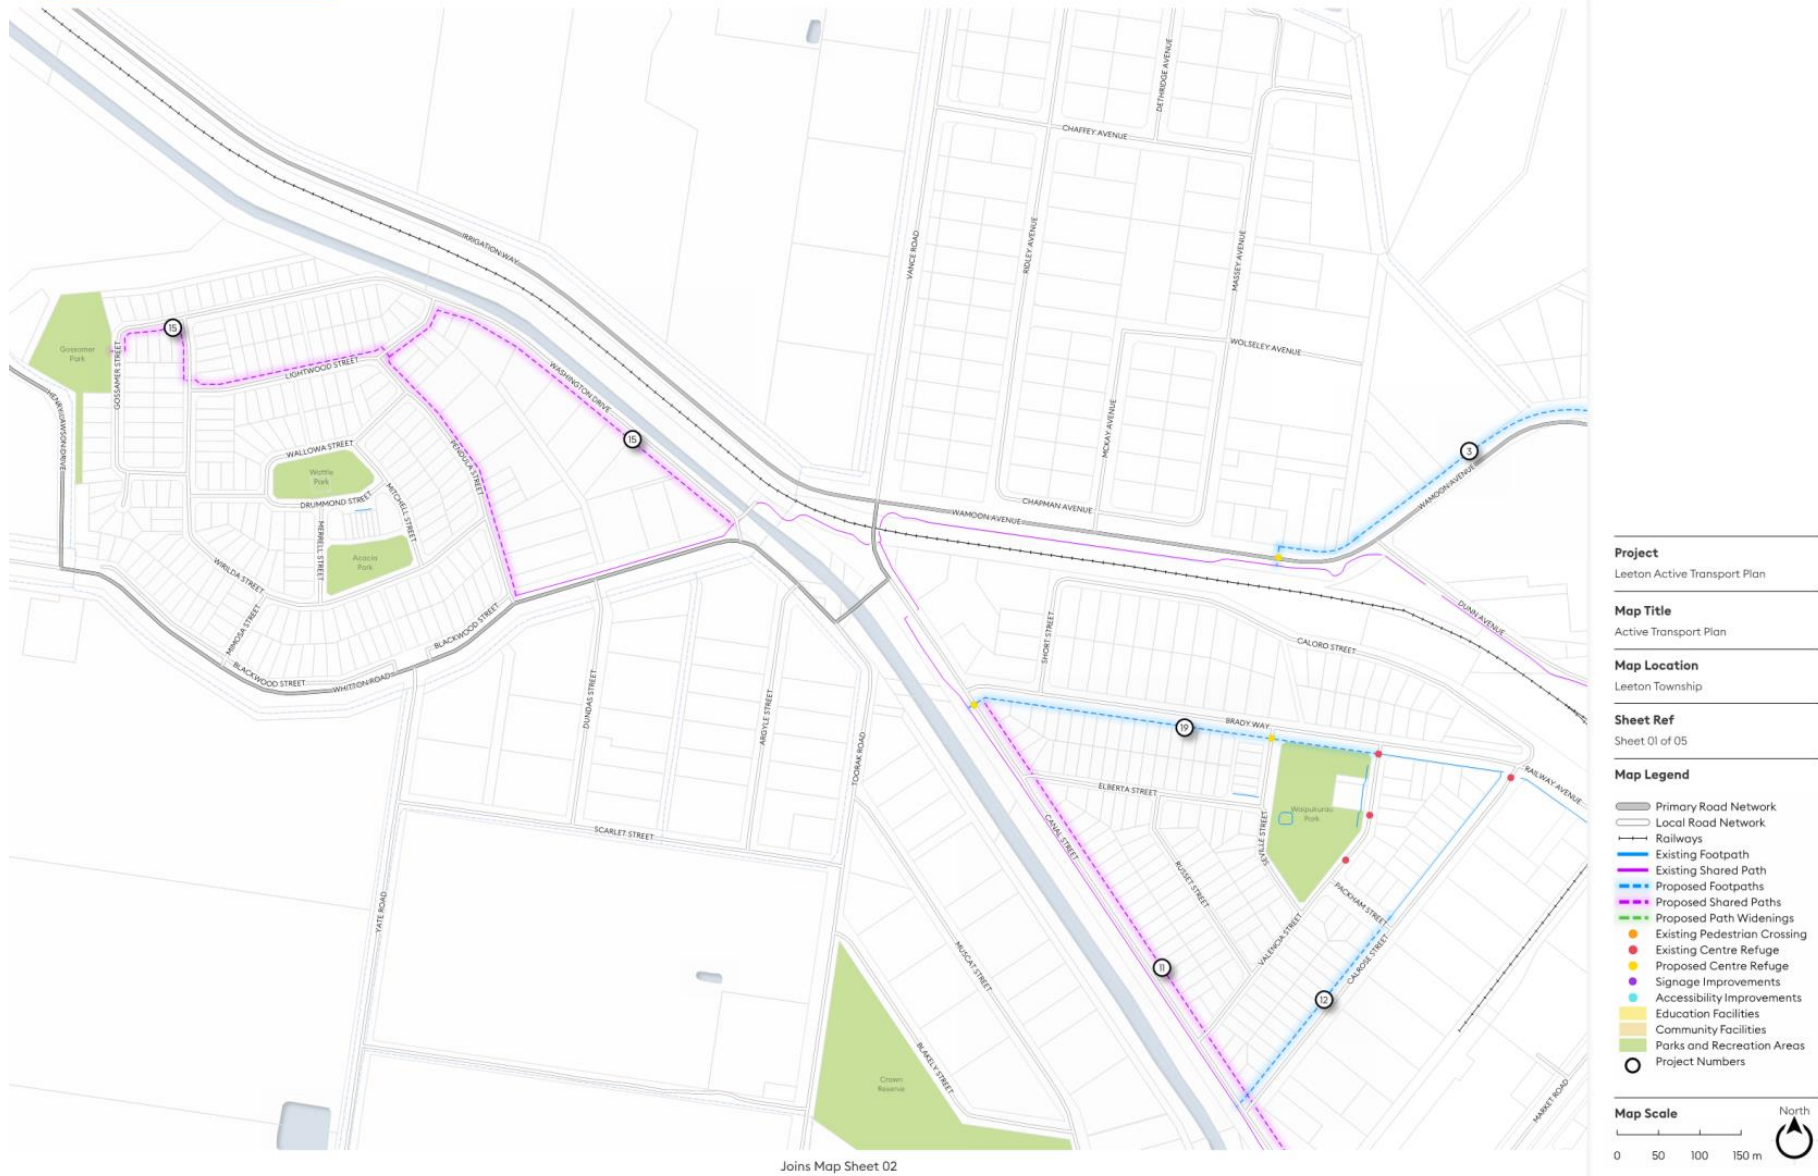 DETHRIDGE AVENUE
CHAFFEY AVENUE
IRRIGATION WAY
VANCE ROAD
RIDLEY AVENUE
MASSEY AVENUE
15
Gossamer
Park
GOSSAMER STREET
LIGHTWOOD STREET
WASHINGTON DRIVE
WOLSELEY AVENUE
HENRY LAWSON DRIVE
MCKAY AVENUE
15
3
WALLOWA STREET
PENDULA STREET
Wattle
Park
WAMOON AVENUE
DRUMMOND STREET
MITCHELL STREET
CHAPMAN AVENUE
WAMOON AVENUE
MERRELL STREET
Acacia
Park
WIRILDA STREET
MIMOSA STREET
BLACKWOOD STREET
DUNN AVENUE
SHORT STREET
CALORO STREET
BLACKWOOD STREET
WHITTON ROAD
DUNDAS STREET
ARGYLE STREET
TOORAK ROAD
19
BRADY WAY
RAILWAY AVENUE
ELBERTA STREET
Waipukurau
Park
CANAL STREET
SEVILLE STREET
SCARLET STREET
RUSSET STREET
PACKHAM STREET
YATE ROAD
VALENCIA STREET
CALROSE STREET
MUSCAT STREET
11
12
BLAKELY STREET
Crown
Reserve
MARKET ROAD
Joins Map Sheet 02
Project
Leeton Active Transport Plan
Map Title
Active Transport Plan
Map Location
Leeton Township
Sheet Ref
Sheet 01 of 05
Map Legend
Primary Road Network
Local Road Network
Railways
Existing Footpath
Existing Shared Path
Proposed Footpaths
Proposed Shared Paths
Proposed Path Widenings
Existing Pedestrian Crossing
Existing Centre Refuge
Proposed Centre Refuge
Signage Improvements
Accessibility Improvements
Education Facilities
Community Facilities
Parks and Recreation Areas
Project Numbers
Map Scale
North
0 50 100 150 m